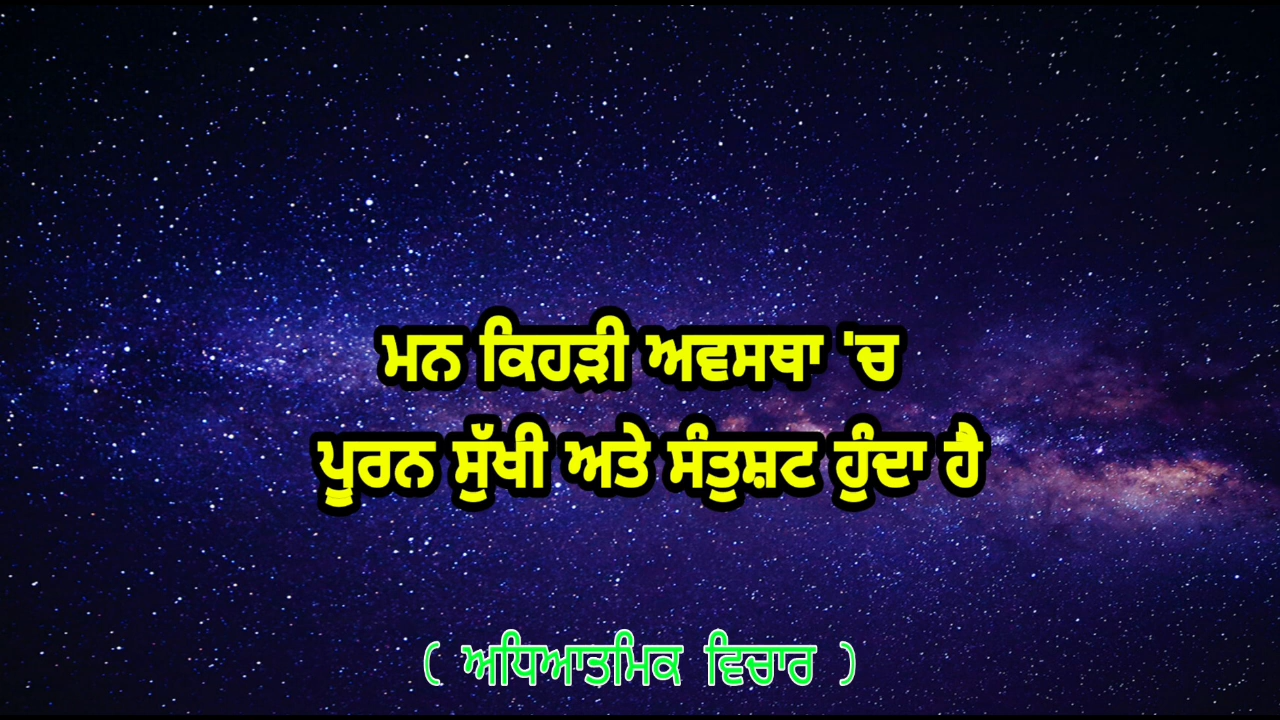 ਮਨ ਕਿਹੜੀ ਅਵਸਥਾ 'ਚ
ਪੂਰਨ ਸੁੱਖੀ ਅਤੇ ਸੰਤੁਸ਼ਟ ਹੁੰਦਾ ਹੈ
( ਅਧਿਆਤਮਿਕ ਵਿਚਾਰ )